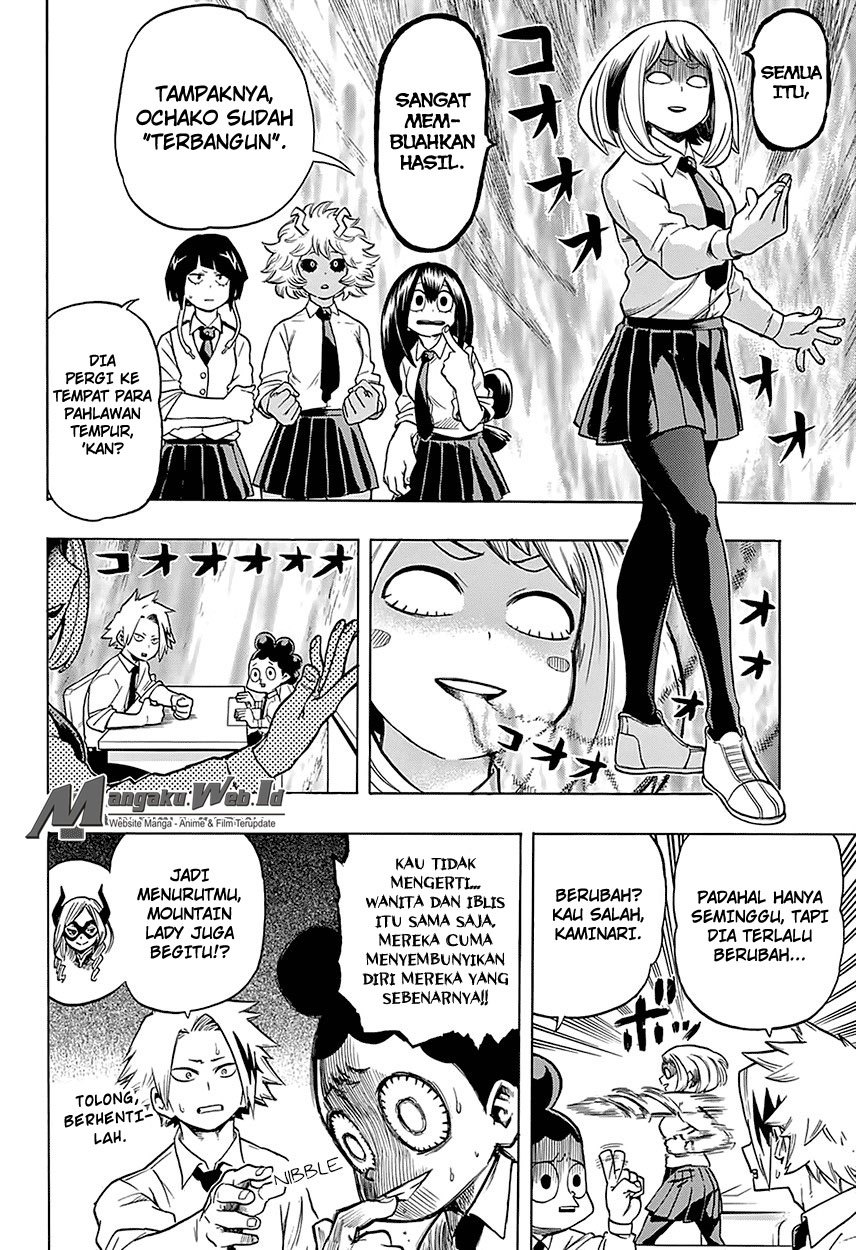 SEMUA
ITU,
コオオオオ
SANGAT
MEM-
BUAHKAN
HASIL.
TAMPAKNYA,
OCHAKO SUDAH
"TERBANGUN".
DIA
PERGI KE
TEMPAT PARA
PAHLAWAN
TEMPUR,
'KAN?
オオ
コオオオ
コオオオオオ
Mangaku.Web.Id
Website Manga - Anime & Film Terupdate
PADAHAL HANYA
SEMINGGU, TAPI
DIA TERLALU
BERUBAH...
BERUBAH?
KAU SALAH,
KAMINARI.
ボッ
KAU TIDAK
MENGERTI...
WANITA DAN IBLIS
ITU SAMA SAJA,
MEREKA CUMA
MENYEMBUNYIKAN
DIRI MEREKA YANG
SEBENARNYA!!
JADI
MENURUTMU,
MOUNTAIN
LADY JUGA
BEGITU!?
TOLONG,
BERHENTI-
LAH.
NIBBLE